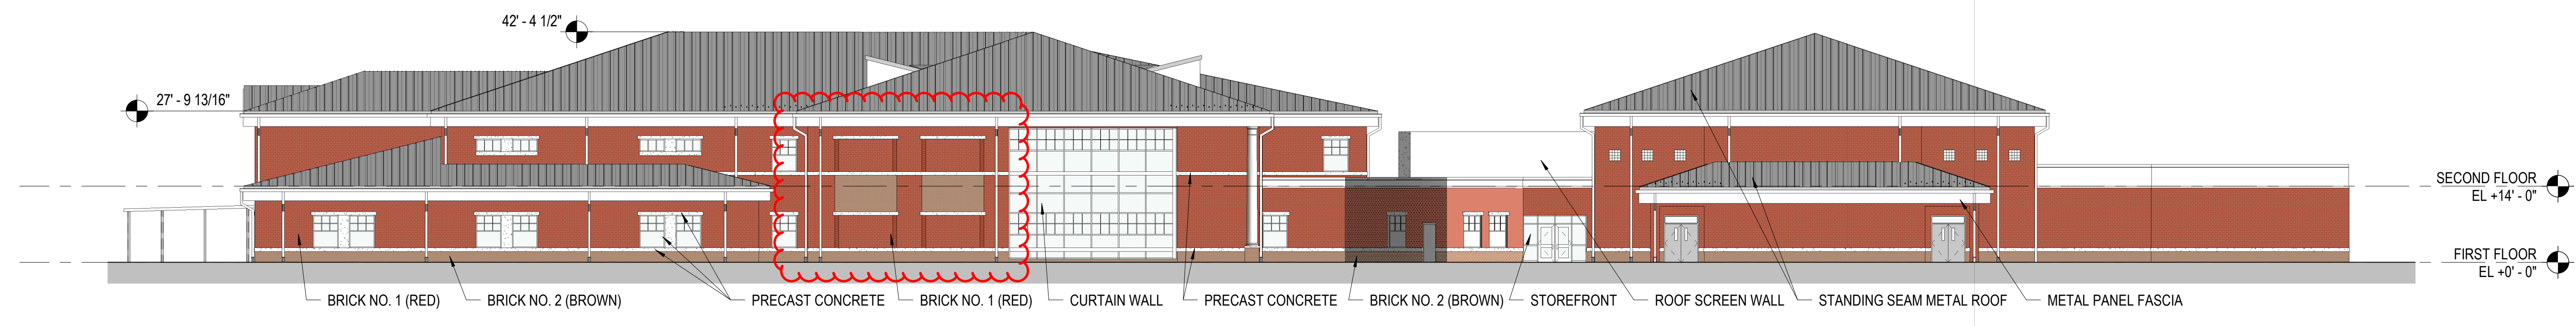 42' - 4 1/2"
27' - 9 13/16"
SECOND FLOOR
EL +14' - 0"
FIRST FLOOR
EL +0' - 0"
BRICK NO. 1 (RED)
BRICK NO. 2 (BROWN)
PRECAST CONCRETE
BRICK NO. 1 (RED)
CURTAIN WALL
PRECAST CONCRETE
BRICK NO. 2 (BROWN)
STOREFRONT
ROOF SCREEN WALL
STANDING SEAM METAL ROOF
METAL PANEL FASCIA